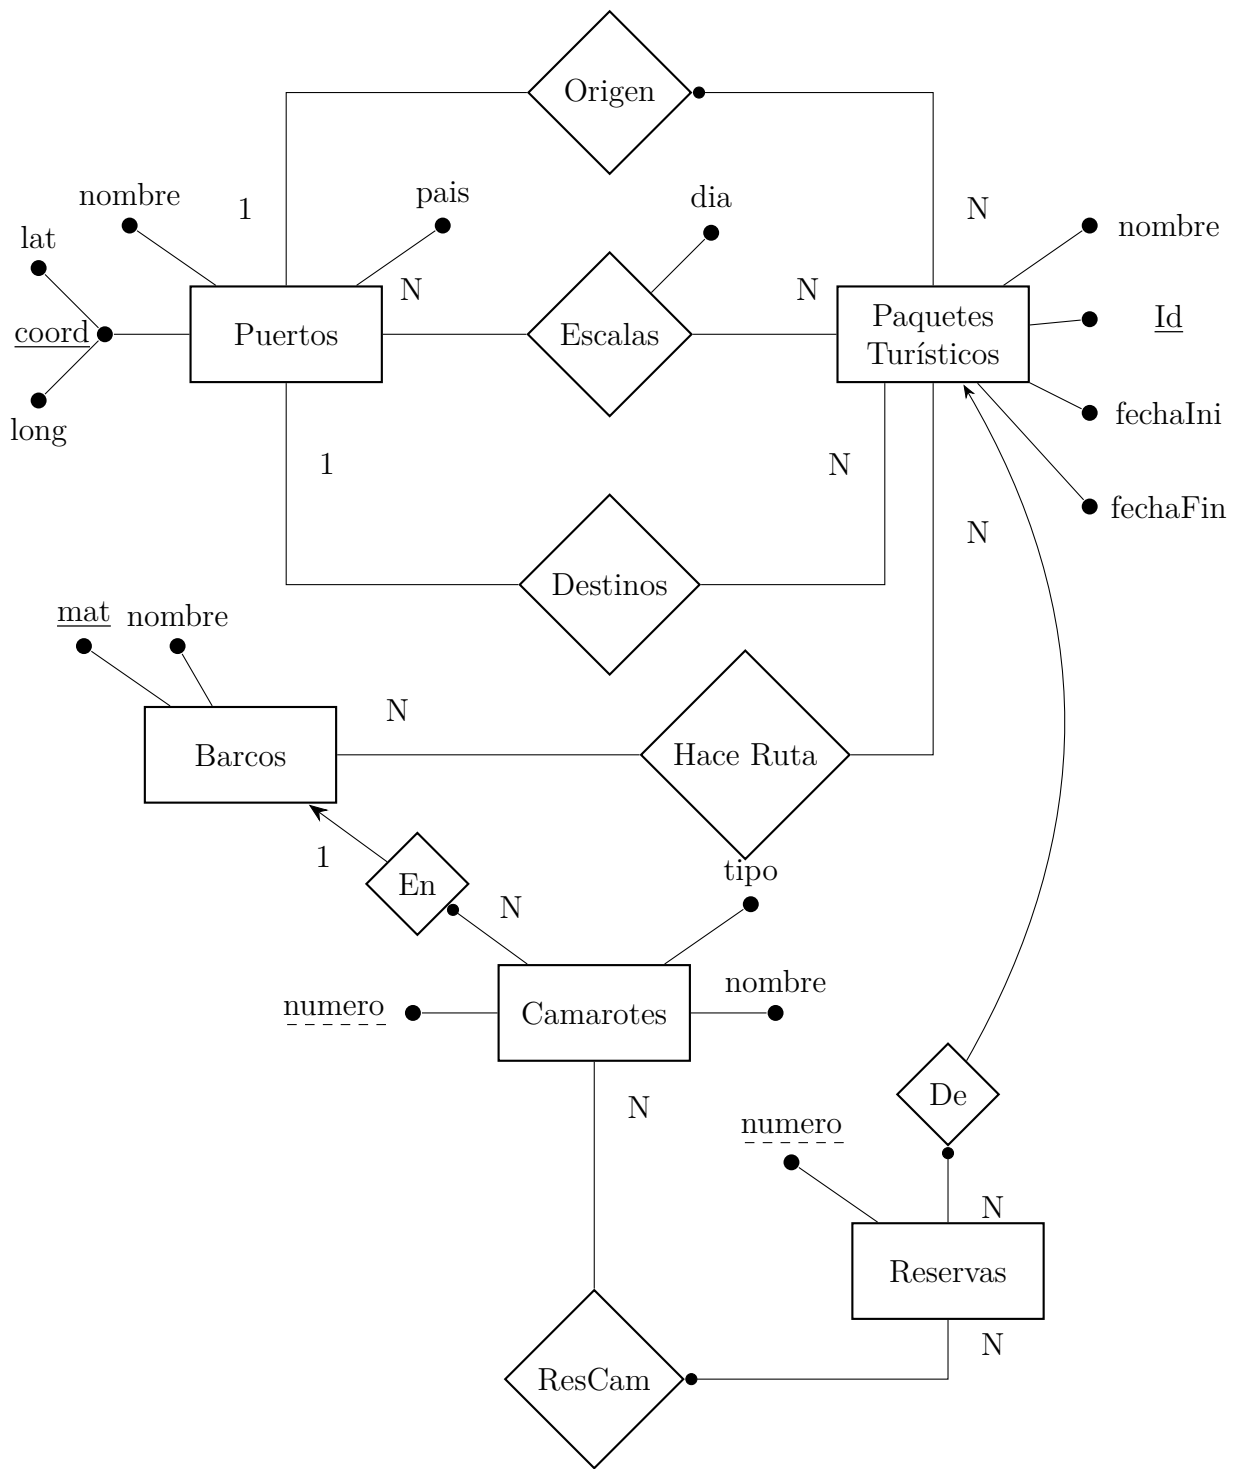 Origen
nombre
pais
dia
1
N
nombre
lat
N
N
coord
Puertos
Escalas
Paquetes
Turísticos
Id
long
fechaIni
1
N
fechaFin
N
Destinos
mat
nombre
N
Barcos
Hace Ruta
1
En
tipo
N
numero
Camarotes
nombre
N
De
numero
N
Reservas
N
ResCam